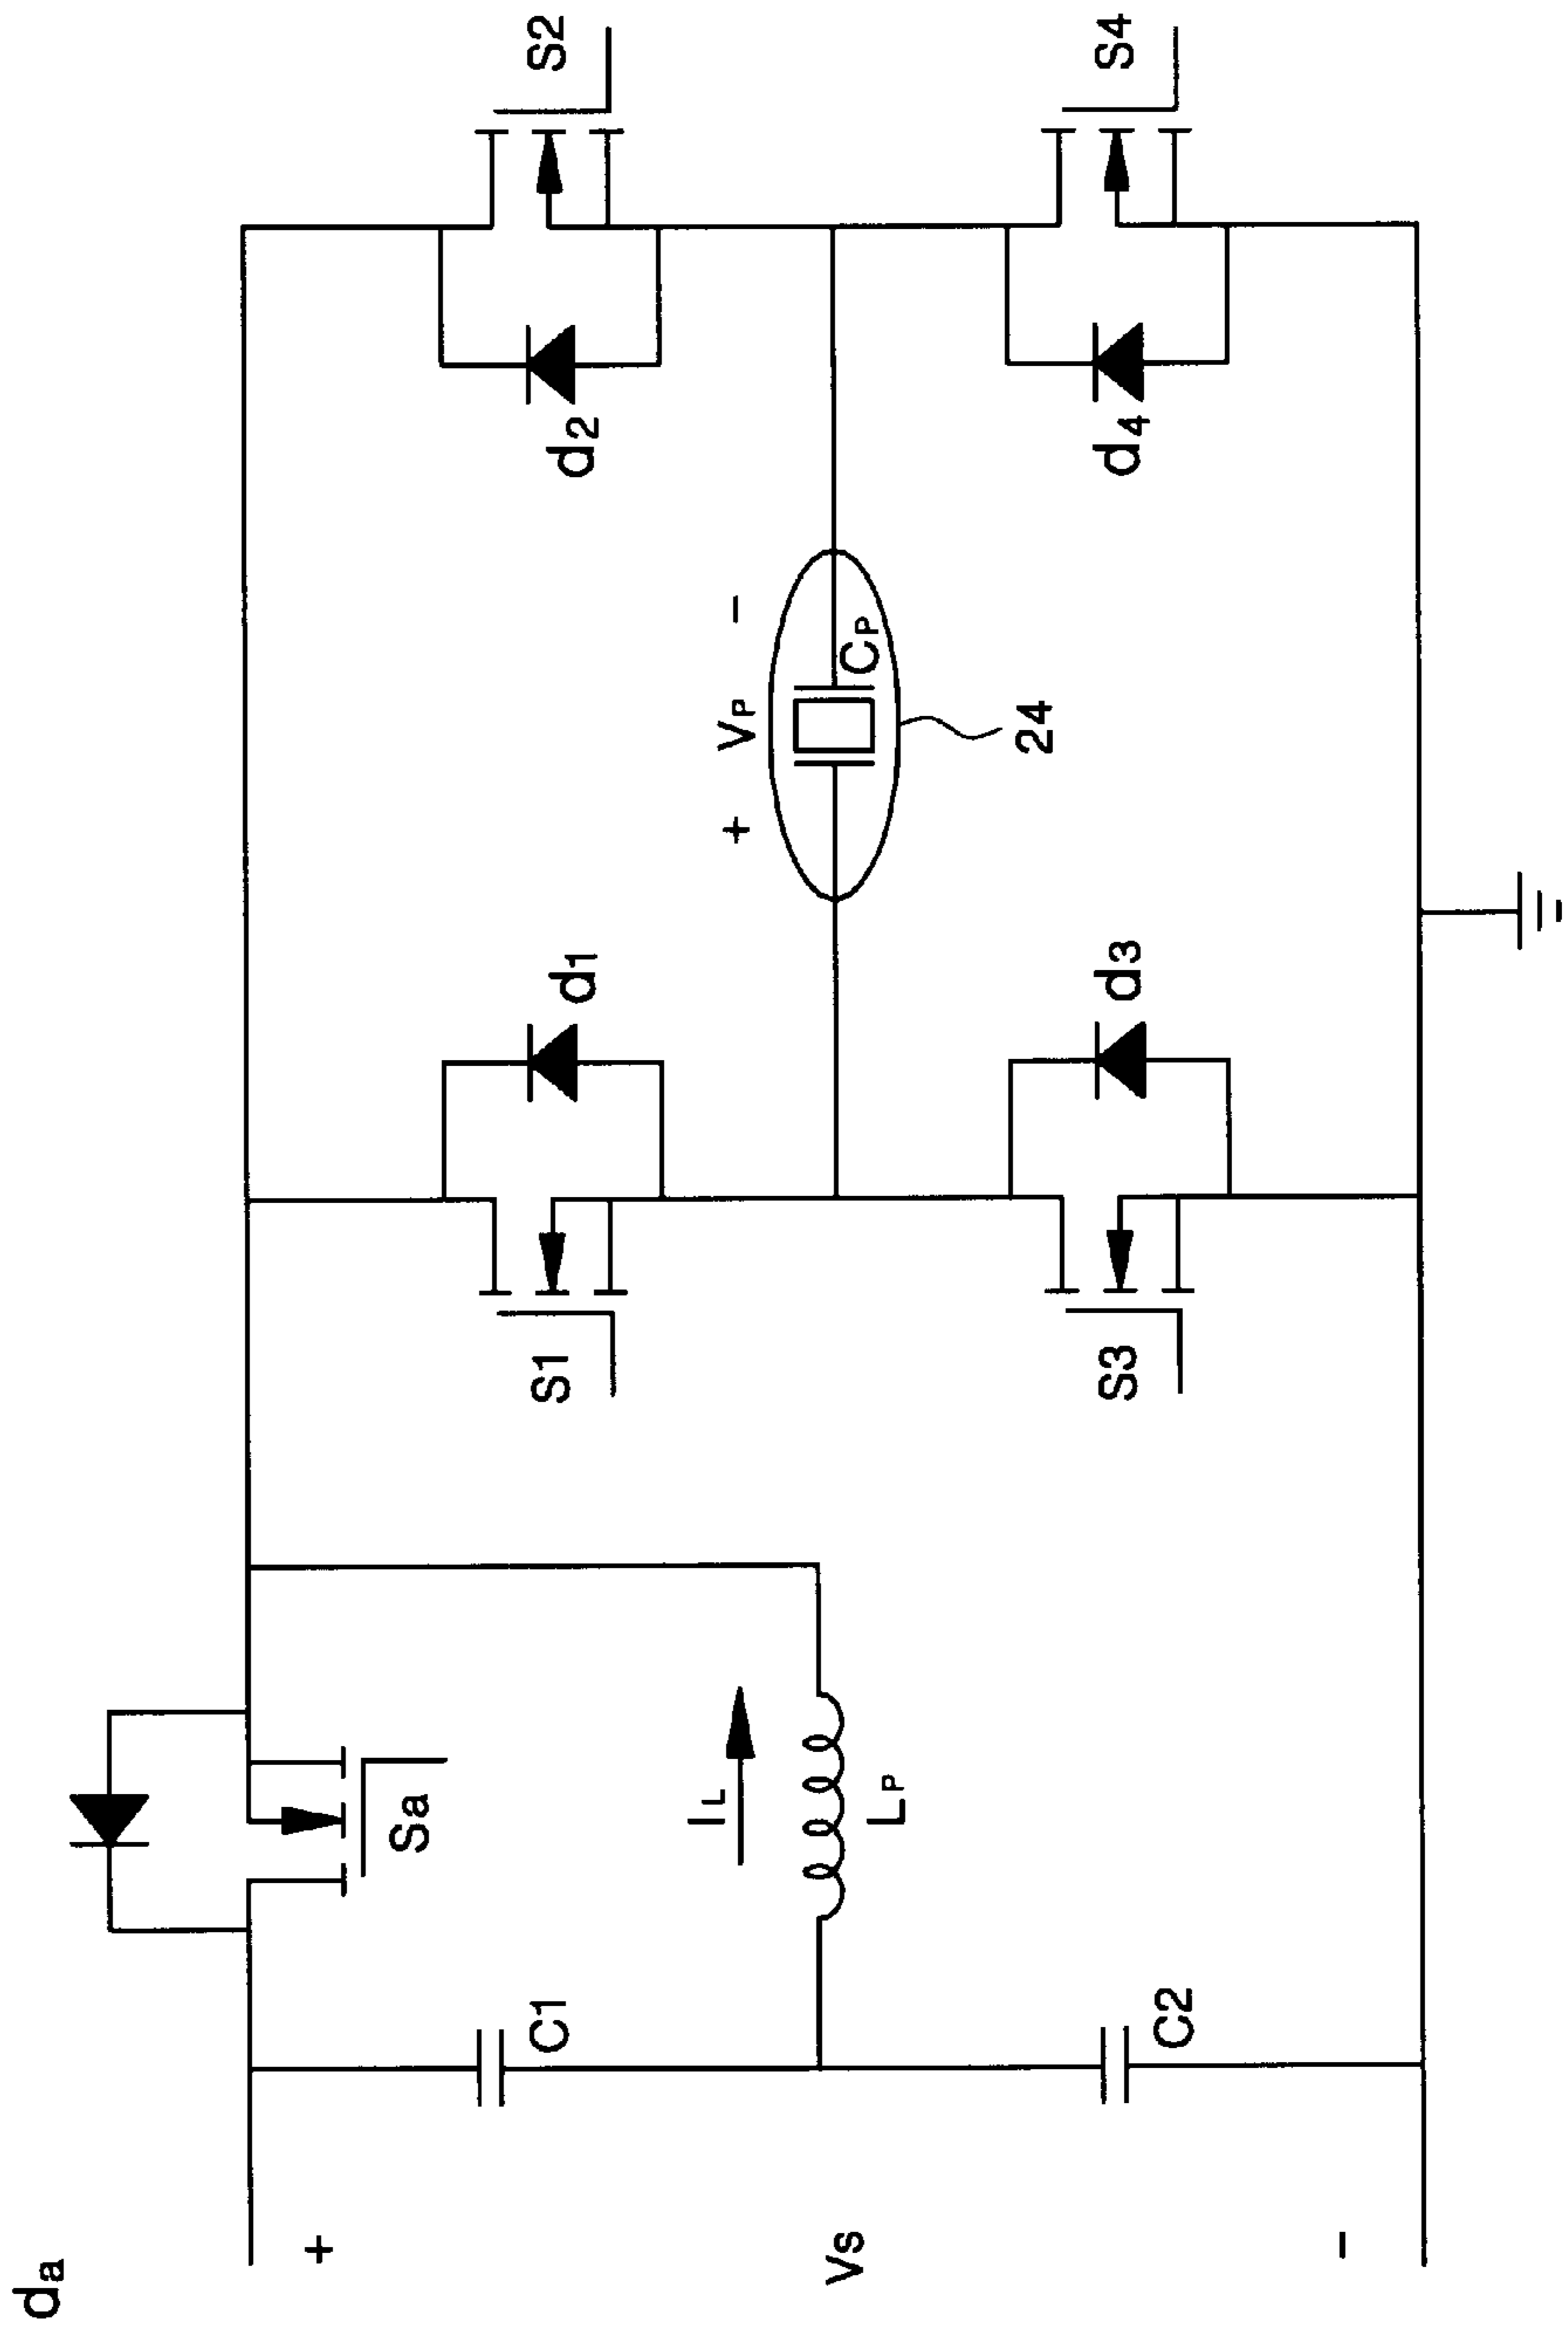 da
+
Vs
−
C1
C2
Sa
IL
LP
S1
S3
d1
d3
+ VP −
CP
24
d2
d4
S2
S4